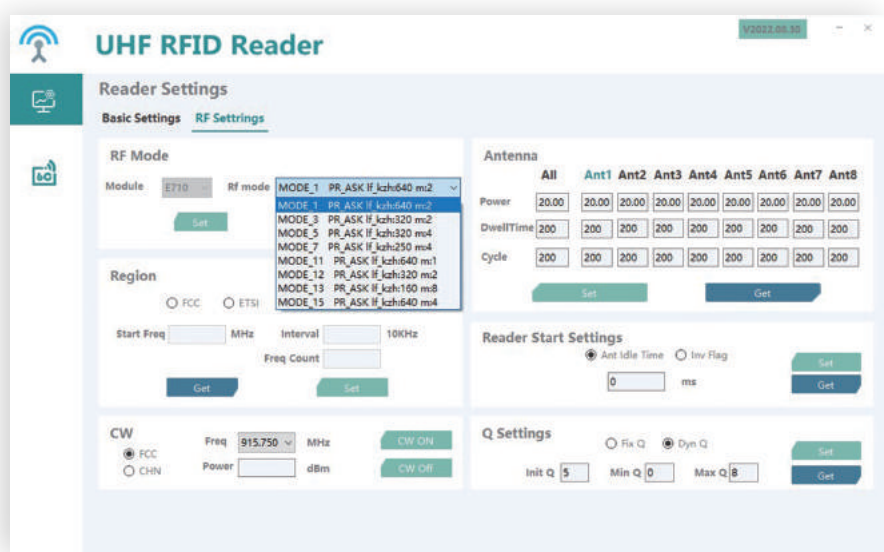 V2022.08.30
UHF RFID Reader
Reader Settings
Basic Settings RF Settrings
RF Mode
Module E710 Rf mode MODE_1 PR_ASK lf_kzh:640 m:2
MODE_1 PR_ASK lf_kzh:640 m:2
MODE_3 PR_ASK lf_kzh:320 m:2
MODE_5 PR_ASK lf_kzh:320 m:4
MODE_7 PR_ASK lf_kzh:250 m:4
MODE_11 PR_ASK lf_kzh:640 m:1
MODE_12 PR_ASK lf_kzh:320 m:2
MODE_13 PR_ASK lf_kzh:160 m:8
MODE_15 PR_ASK lf_kzh:640 m:4
Set
Region
FCC ETSI
Start Freq MHz Interval 10KHz
Freq Count
Get Set
CW
FCC
CHN
Freq 915.750 MHz CW ON
Power dBm CW Off
Antenna
All Ant1 Ant2 Ant3 Ant4 Ant5 Ant6 Ant7 Ant8
Power 20.00 20.00 20.00 20.00 20.00 20.00 20.00 20.00 20.00
DwellTime 200 200 200 200 200 200 200 200 200
Cycle 200 200 200 200 200 200 200 200 200
Set Get
Reader Start Settings
Ant Idle Time Inv Flag
0 ms
Set
Get
Q Settings
Fix Q Dyn Q
Init Q 5 Min Q 0 Max Q 8
Set
Get
6C